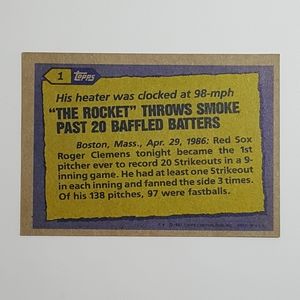 1 topps
His heater was clocked at 98-mph
"THE ROCKET" THROWS SMOKE
PAST 20 BAFFLED BATTERS
Boston, Mass., Apr. 29, 1986: Red Sox
Roger Clemens tonight became the 1st
pitcher ever to record 20 Strikeouts in a 9-
inning game. He had at least one Strikeout
in each inning and fanned the side 3 times.
Of his 138 pitches, 97 were fastballs.